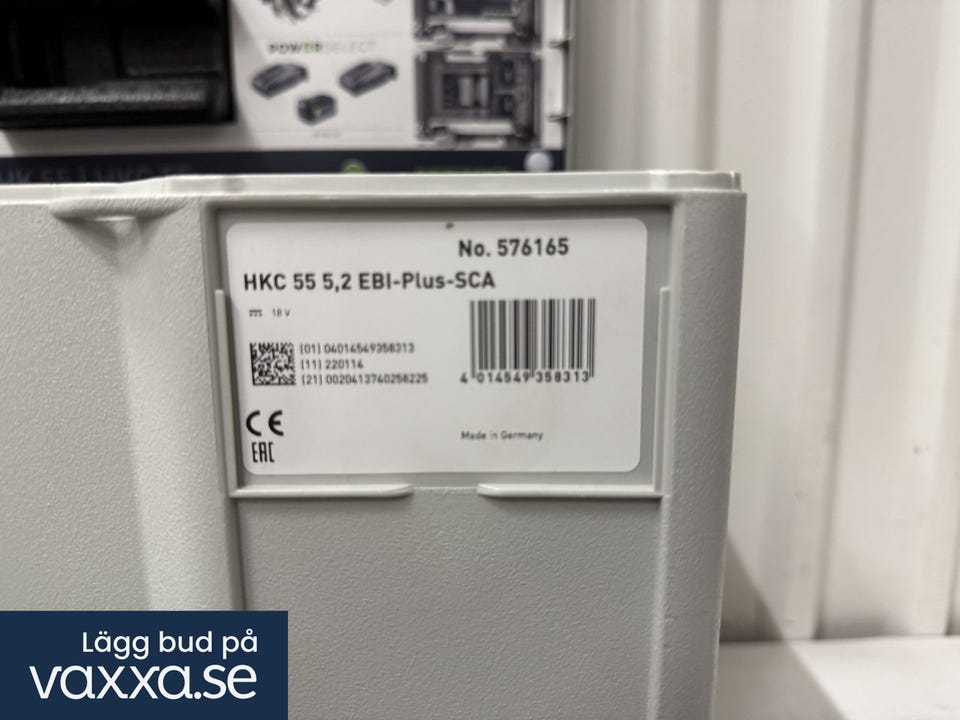 POWERSELECT
No. 576165
HKC 55 5,2 EBI-Plus-SCA
18 V
(01) 04014549358313
(11) 220114
(21) 0020413740258225
4 014549 358313
CE
EAC
Made in Germany
Lägg bud på
vaxxa.se